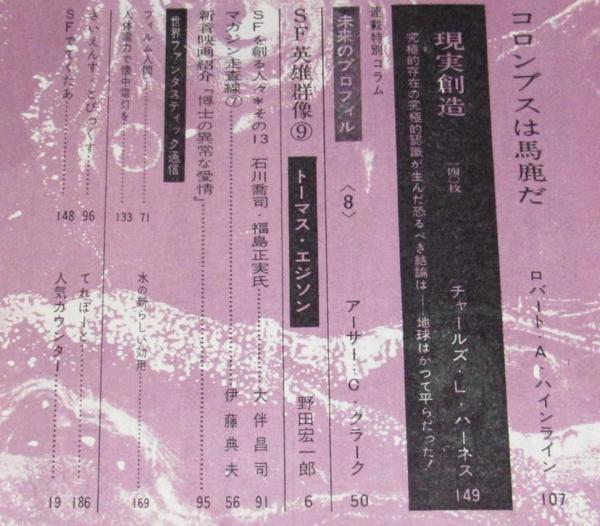 コロンブスは馬鹿だ ロバート・A・ハインライン 107
現実創造 一四〇枚 チャールズ・L・ハーネス 149
究極的存在の究極的認識が生んだ恐るべき結論は──地球はかつて平らだった!
連載特別コラム
未来のプロフィル 〈8〉 アーサー・C・クラーク 50
SF英雄群像⑨ トーマス・エジソン 野田宏一郎 6
SFを創る人々*その13 石川喬司・福島正実氏 大伴昌司 91
マガジン走査線⑦ 伊藤典夫 56
新着映画紹介『博士の異常な愛情』 95
世界ファンタスティック通信
フィルム人間 71
水の新らしい効用 169
人体電力で懐中電灯を 133
さいえんす・とぴっくす 96
てれぽーと 186
SFでてくたあ 148
人気カウンター 19